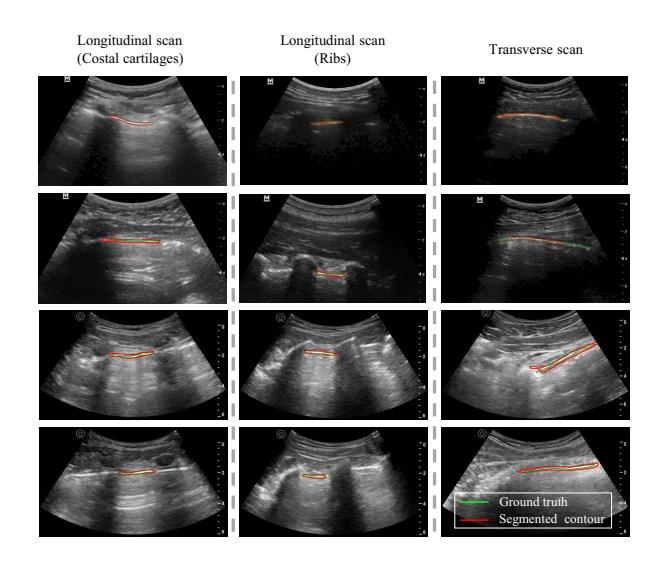 Longitudinal scan
(Costal cartilages)
Longitudinal scan
(Ribs)
Transverse scan
M
M
M
M
M
M
Ground truth
Segmented contour